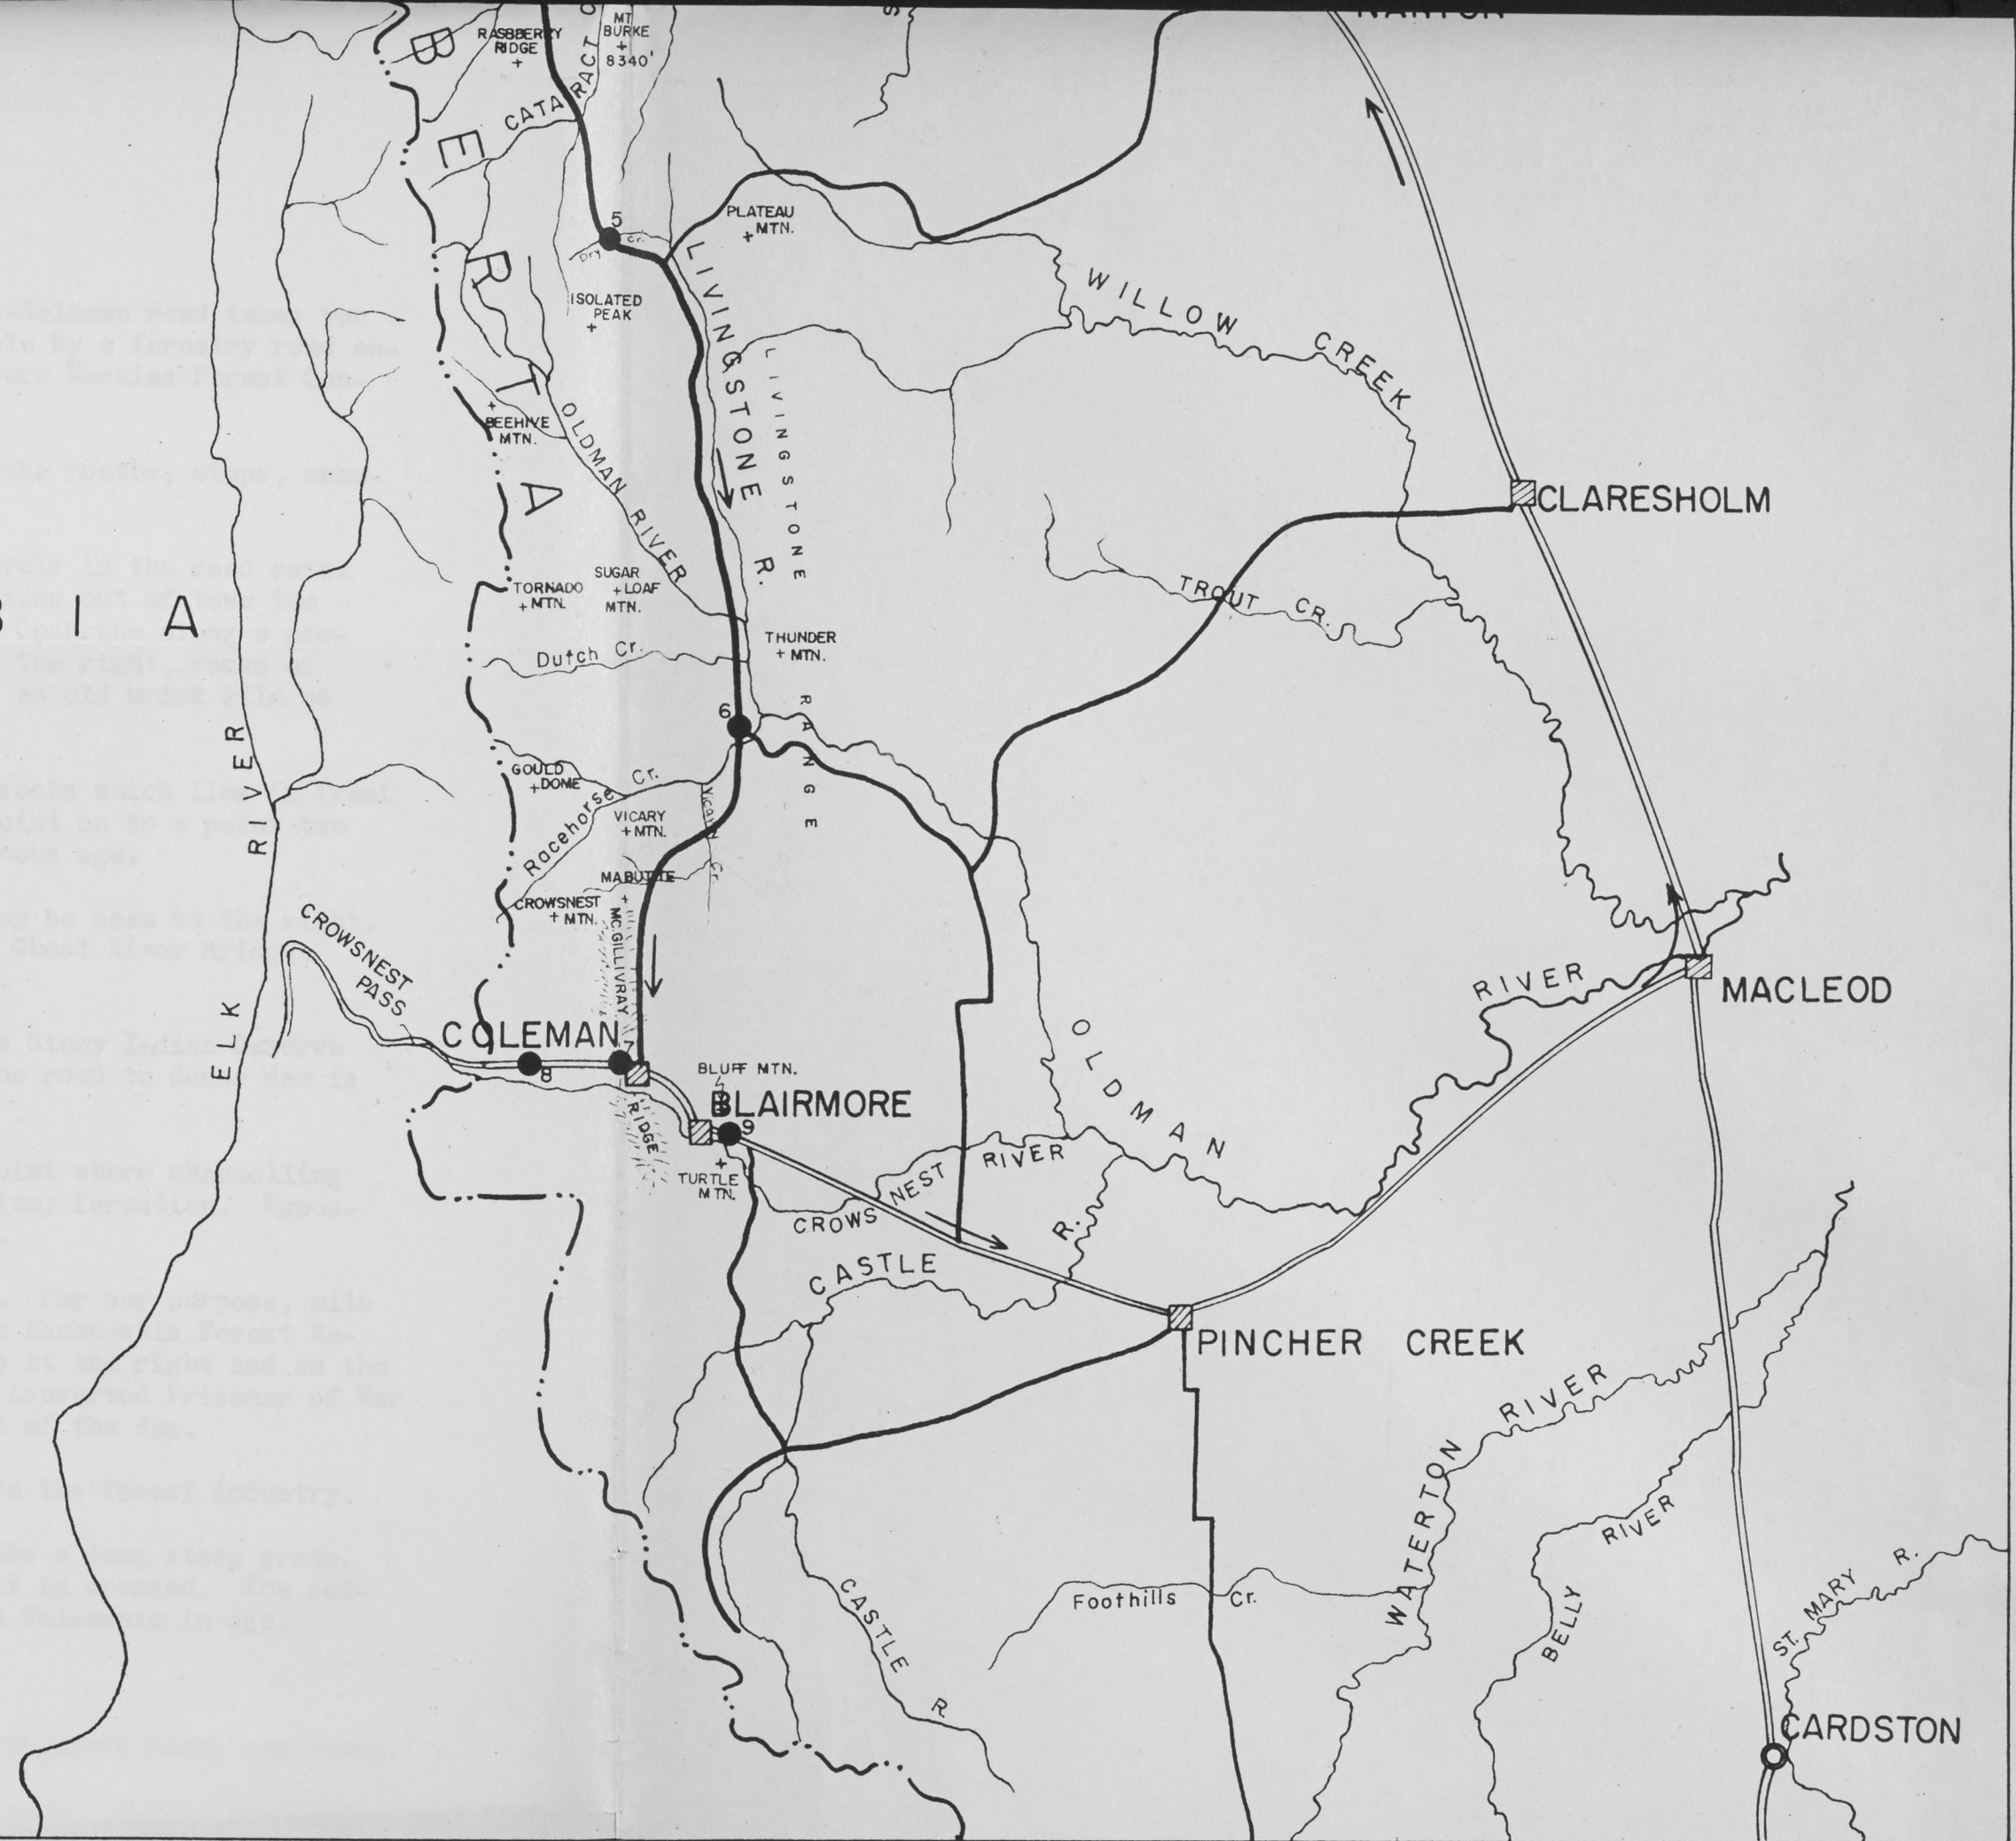 NANTON
MT
BURKE
8340'
RASBERRY
RIDGE
CATARACT
B
E
R
T
A
5
Dry Cr.
PLATEAU
MTN.
ISOLATED
PEAK
LIVINGSTONE R.
LIVINGSTONE RANGE
WILLOW CREEK
BEEHIVE
MTN.
OLDMAN RIVER
CLARESHOLM
TORNADO
MTN.
SUGAR
LOAF
MTN.
TROUT CR.
I A
THUNDER
MTN.
Dutch Cr.
6
GOULD
DOME
Racehorse Cr.
Vicary Cr.
VICARY
MTN.
MABUTTE
CROWSNEST
MTN.
MCGILLIVRAY RIDGE
ELK RIVER
CROWSNEST
PASS
COLEMAN
7
8
BLUFF MTN.
BLAIRMORE
9
TURTLE
MTN.
OLDMAN RIVER
MACLEOD
CROWS NEST RIVER
CASTLE R.
PINCHER CREEK
WATERTON RIVER
BELLY RIVER
Foothills Cr.
CASTLE R
ST. MARY R.
CARDSTON